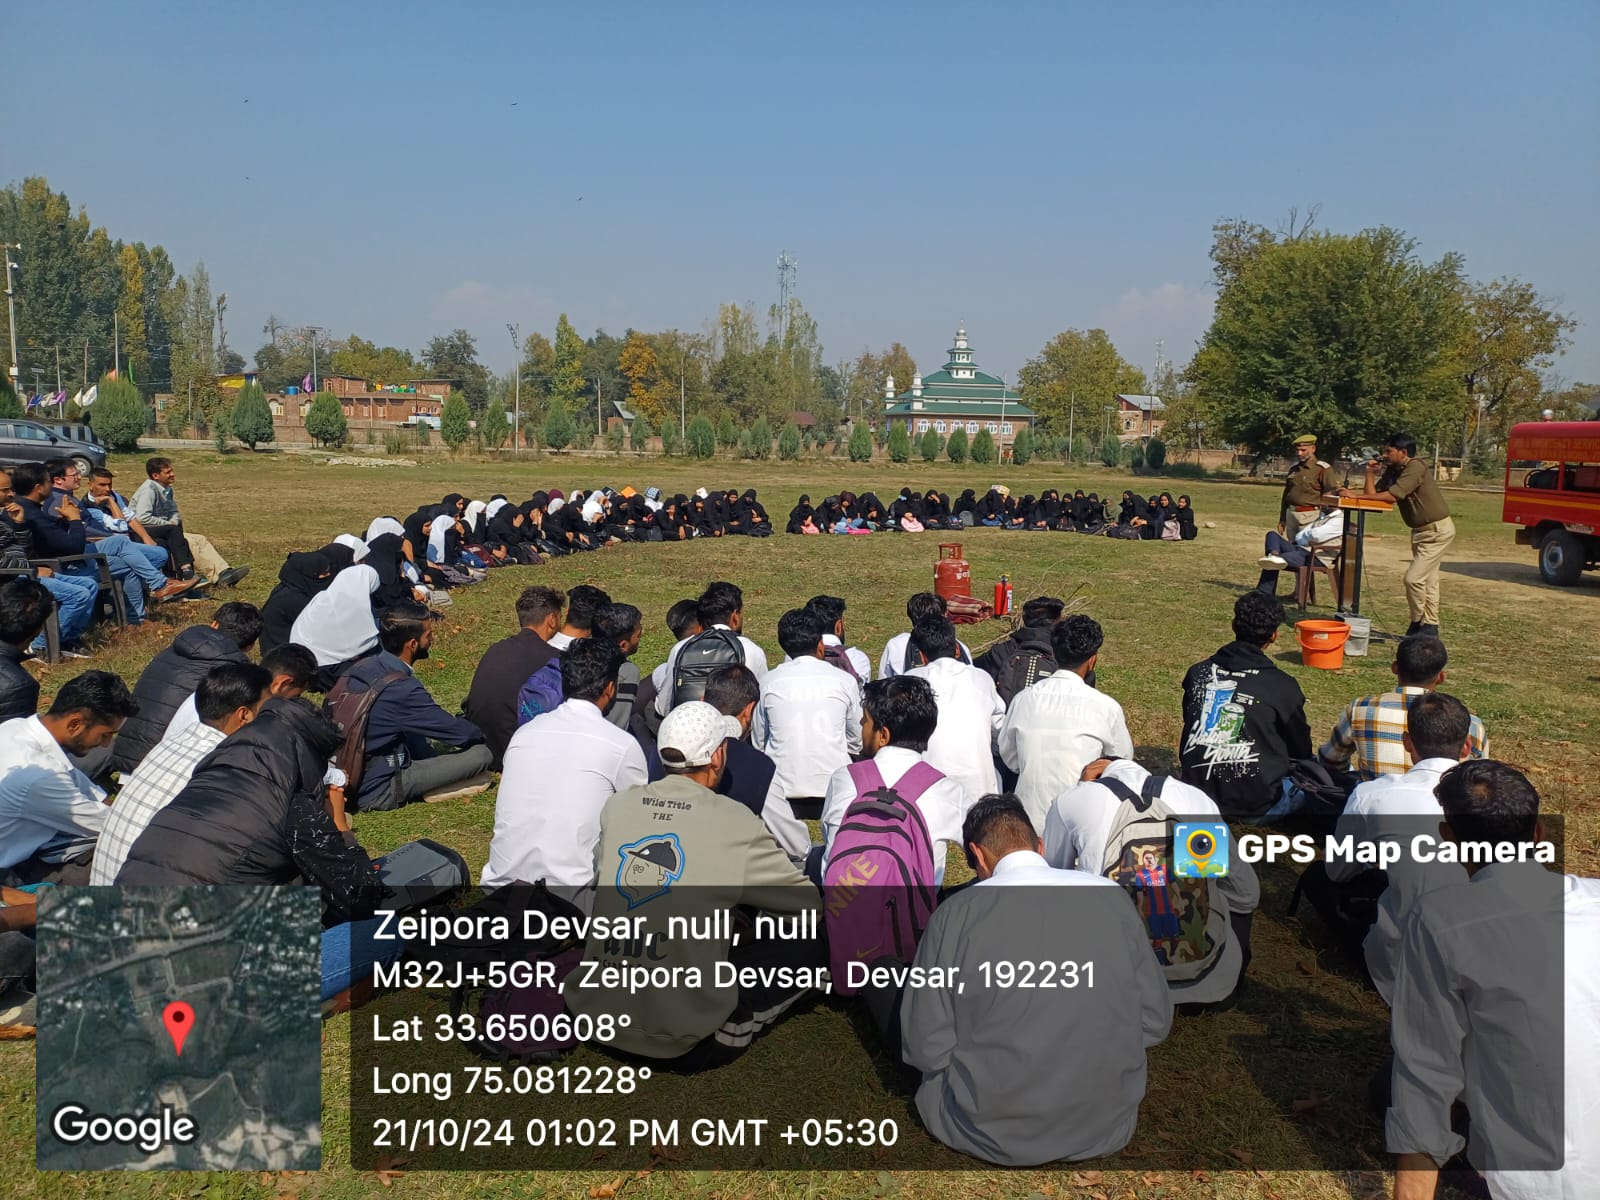 Wild Title
THE
19
NIKE
GPS Map Camera
Zeipora Devsar, null, null
M32J+5GR, Zeipora Devsar, Devsar, 192231
Lat 33.650608°
Long 75.081228°
21/10/24 01:02 PM GMT +05:30
Google